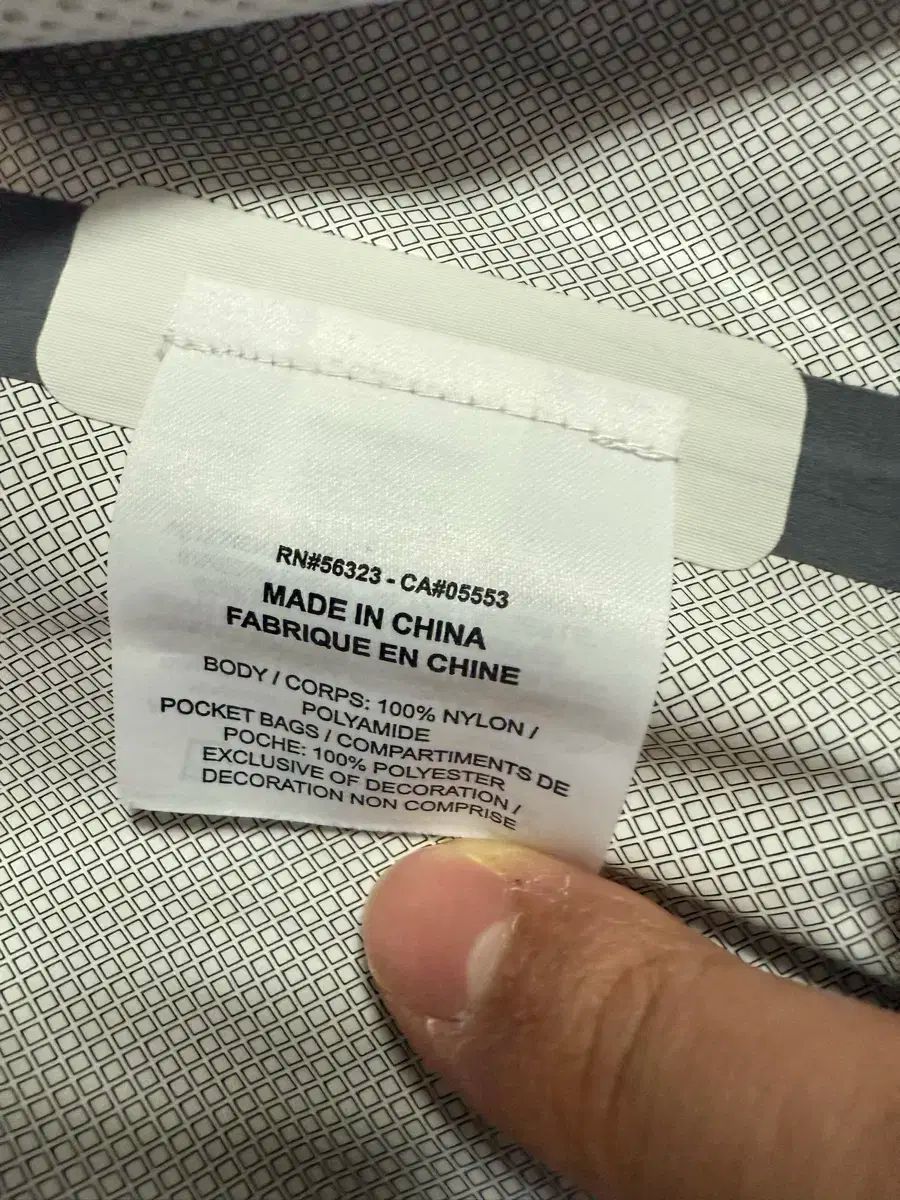 RN#56323 - CA#05553
MADE IN CHINA
FABRIQUE EN CHINE
BODY / CORPS: 100% NYLON /
POLYAMIDE
POCKET BAGS / COMPARTIMENTS DE
POCHE: 100% POLYESTER
EXCLUSIVE OF DECORATION /
DECORATION NON COMPRISE